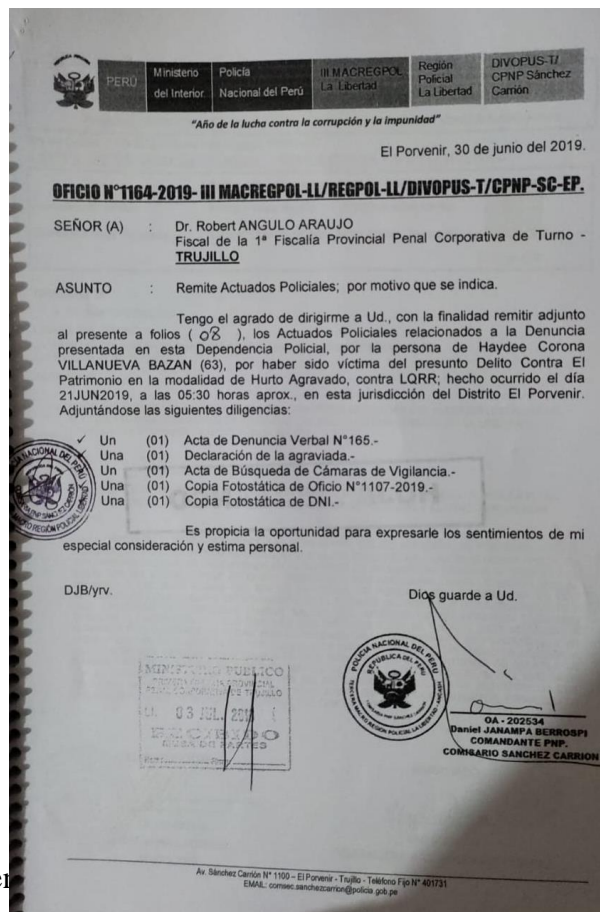 PERÚ
Ministerio
del Interior
Policía
Nacional del Perú
III MACREGPOL
La Libertad
Región
Policial
La Libertad
DIVOPUS-T/
CPNP Sánchez
Carrión
"Año de la lucha contra la corrupción y la impunidad"
El Porvenir, 30 de junio del 2019.
OFICIO N°1164-2019- III MACREGPOL-LL/REGPOL-LL/DIVOPUS-T/CPNP-SC-EP.
SEÑOR (A) : Dr. Robert ANGULO ARAUJO
Fiscal de la 1ª Fiscalía Provincial Penal Corporativa de Turno -
TRUJILLO
ASUNTO : Remite Actuados Policiales; por motivo que se indica.
Tengo el agrado de dirigirme a Ud., con la finalidad remitir adjunto
al presente a folios ( 08 ), los Actuados Policiales relacionados a la Denuncia
presentada en esta Dependencia Policial, por la persona de Haydee Corona
VILLANUEVA BAZAN (63), por haber sido víctima del presunto Delito Contra El
Patrimonio en la modalidad de Hurto Agravado, contra LQRR; hecho ocurrido el día
21JUN2019, a las 05:30 horas aprox., en esta jurisdicción del Distrito El Porvenir.
Adjuntándose las siguientes diligencias:
✓ Un (01) Acta de Denuncia Verbal N°165.-
Una (01) Declaración de la agraviada.-
Un (01) Acta de Búsqueda de Cámaras de Vigilancia.-
Una (01) Copia Fotostática de Oficio N°1107-2019.-
Una (01) Copia Fotostática de DNI.-
Es propicia la oportunidad para expresarle los sentimientos de mi
especial consideración y estima personal.
DJB/yrv.
Dios guarde a Ud.
MINISTERIO PUBLICO
03 JUL. 2019
RECIBIDO
MESA DE PARTES
POLICIA NACIONAL DEL PERU
REPUBLICA DEL PERU
OA - 202534
Daniel JANAMPA BERROSPI
COMANDANTE PNP.
COMISARIO SANCHEZ CARRION
Av. Sánchez Carrión N° 1100 – El Porvenir - Trujillo - Teléfono Fijo N° 401731
EMAIL: comsec.sanchezcarrion@policia.gob.pe